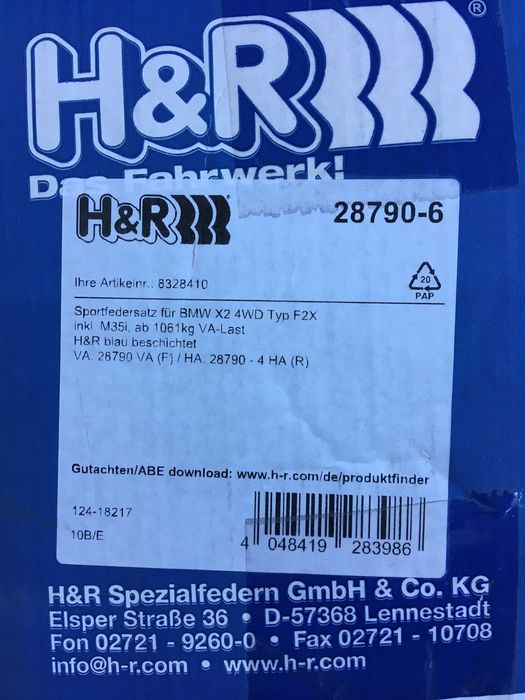 H&R®
Das Fahrwerk!
H&R 28790-6
Ihre Artikelnr.: 8328410
20
PAP
Sportfedersatz für BMW X2 4WD Typ F2X
inkl. M35i, ab 1061kg VA-Last
H&R blau beschichtet
VA. 28790 VA (F) / HA. 28790 - 4 HA (R)
Gutachten/ABE download: www.h-r.com/de/produktfinder
124-18217
10B/E
4 048419 283986
H&R Spezialfedern GmbH & Co. KG
Elsper Straße 36 • D-57368 Lennestadt
Fon 02721 - 9260-0 • Fax 02721 - 10708
info@h-r.com • www.h-r.com